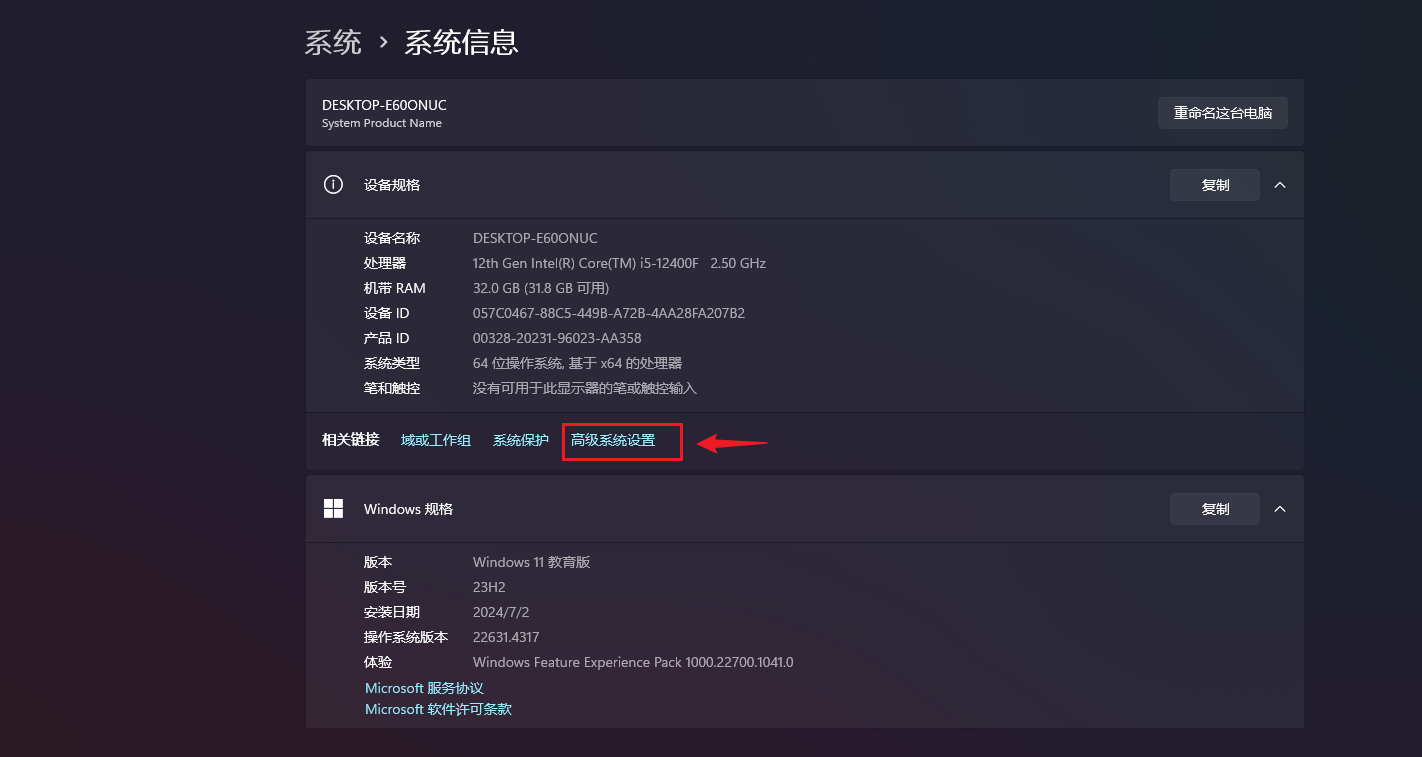 系统 › 系统信息
DESKTOP-E60ONUC
System Product Name
重命名这台电脑
设备规格
复制
设备名称 DESKTOP-E60ONUC
处理器 12th Gen Intel(R) Core(TM) i5-12400F 2.50 GHz
机带 RAM 32.0 GB (31.8 GB 可用)
设备 ID 057C0467-88C5-449B-A72B-4AA28FA207B2
产品 ID 00328-20231-96023-AA358
系统类型 64 位操作系统, 基于 x64 的处理器
笔和触控 没有可用于此显示器的笔或触控输入
相关链接 域或工作组 系统保护 高级系统设置
Windows 规格
复制
版本 Windows 11 教育版
版本号 23H2
安装日期 2024/7/2
操作系统版本 22631.4317
体验 Windows Feature Experience Pack 1000.22700.1041.0
Microsoft 服务协议
Microsoft 软件许可条款